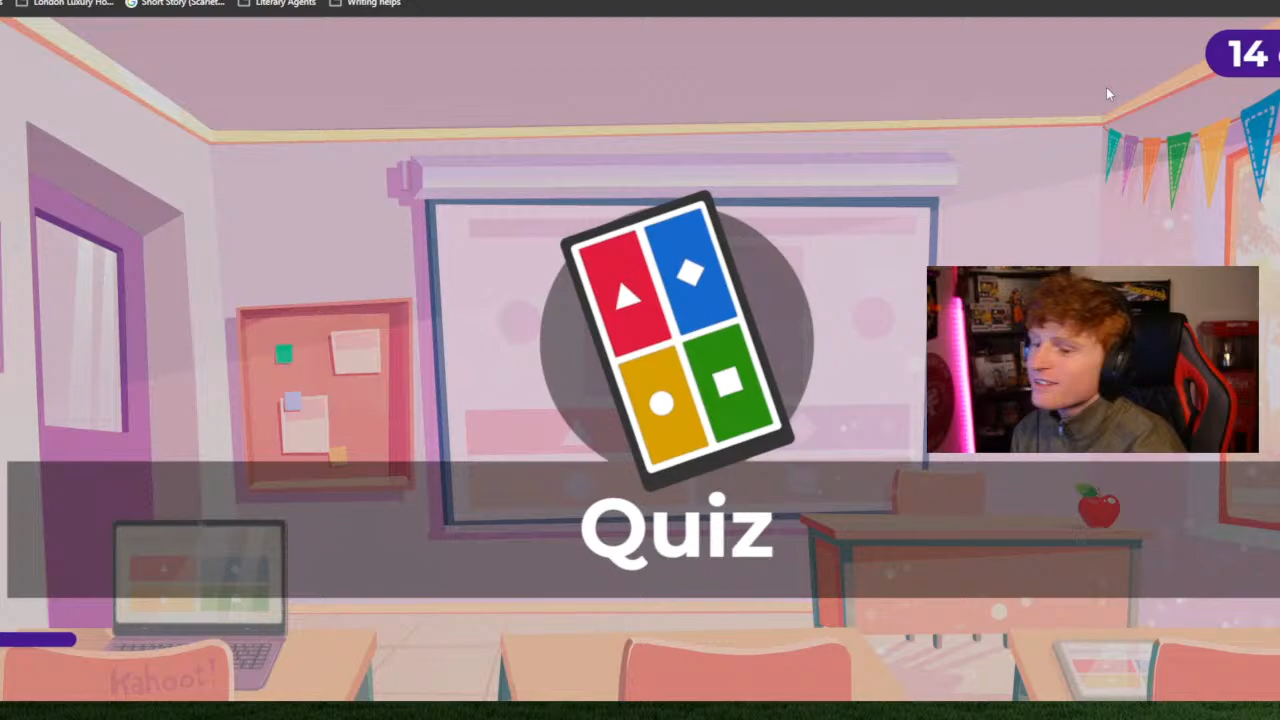 London Luxury Ho...
Short Story (Scarlet...
Literary Agents
Writing helps
14
Quiz
Kahoot!